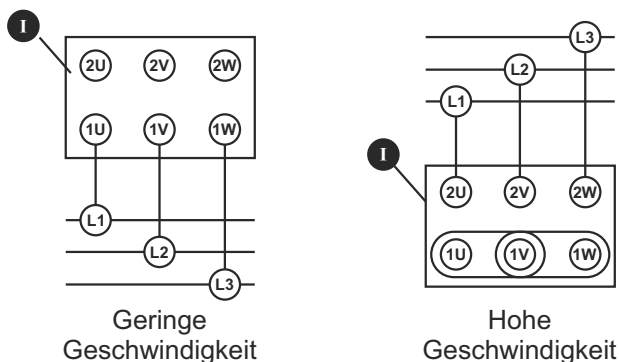 I
2U 2V 2W
1U 1V 1W
L1
L2
L3
Geringe
Geschwindigkeit
L3
L2
L1
I
2U 2V 2W
1U 1V 1W
Hohe
Geschwindigkeit